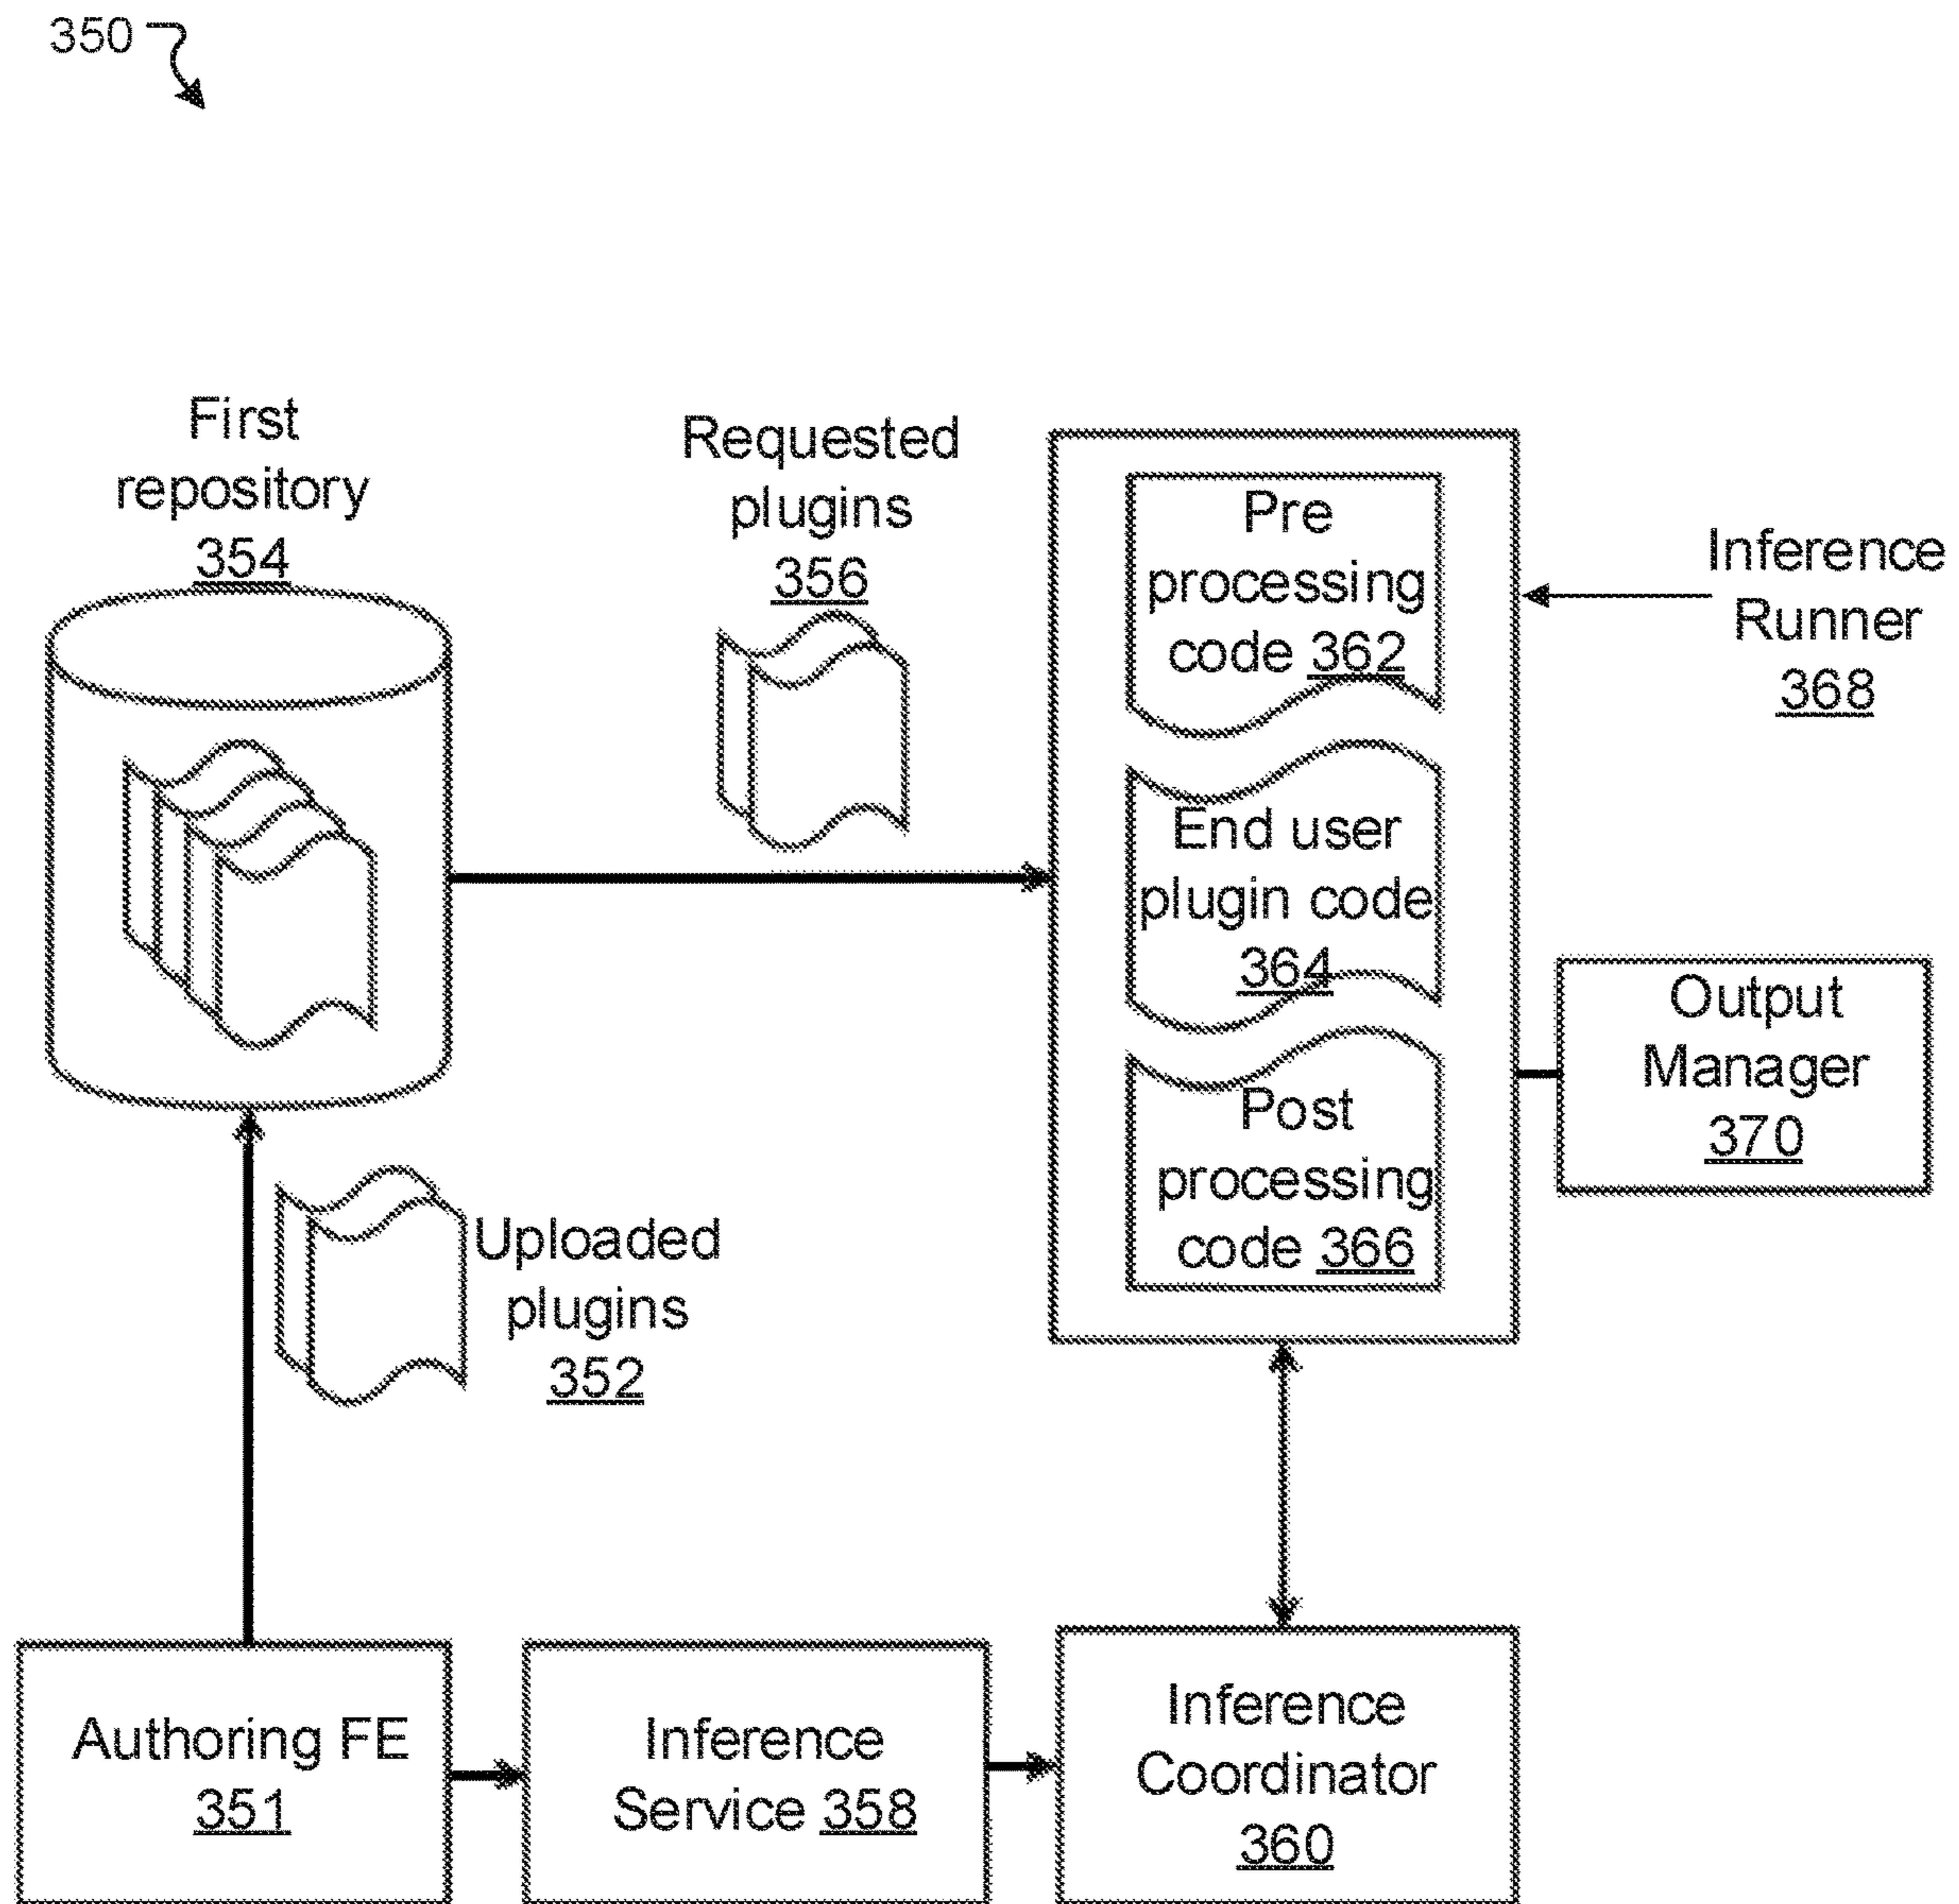 350
First
repository
354
Requested
plugins
356
Pre
processing
code 362
End user
plugin code
364
Post
processing
code 366
Inference
Runner
368
Output
Manager
370
Uploaded
plugins
352
Authoring FE
351
Inference
Service 358
Inference
Coordinator
360